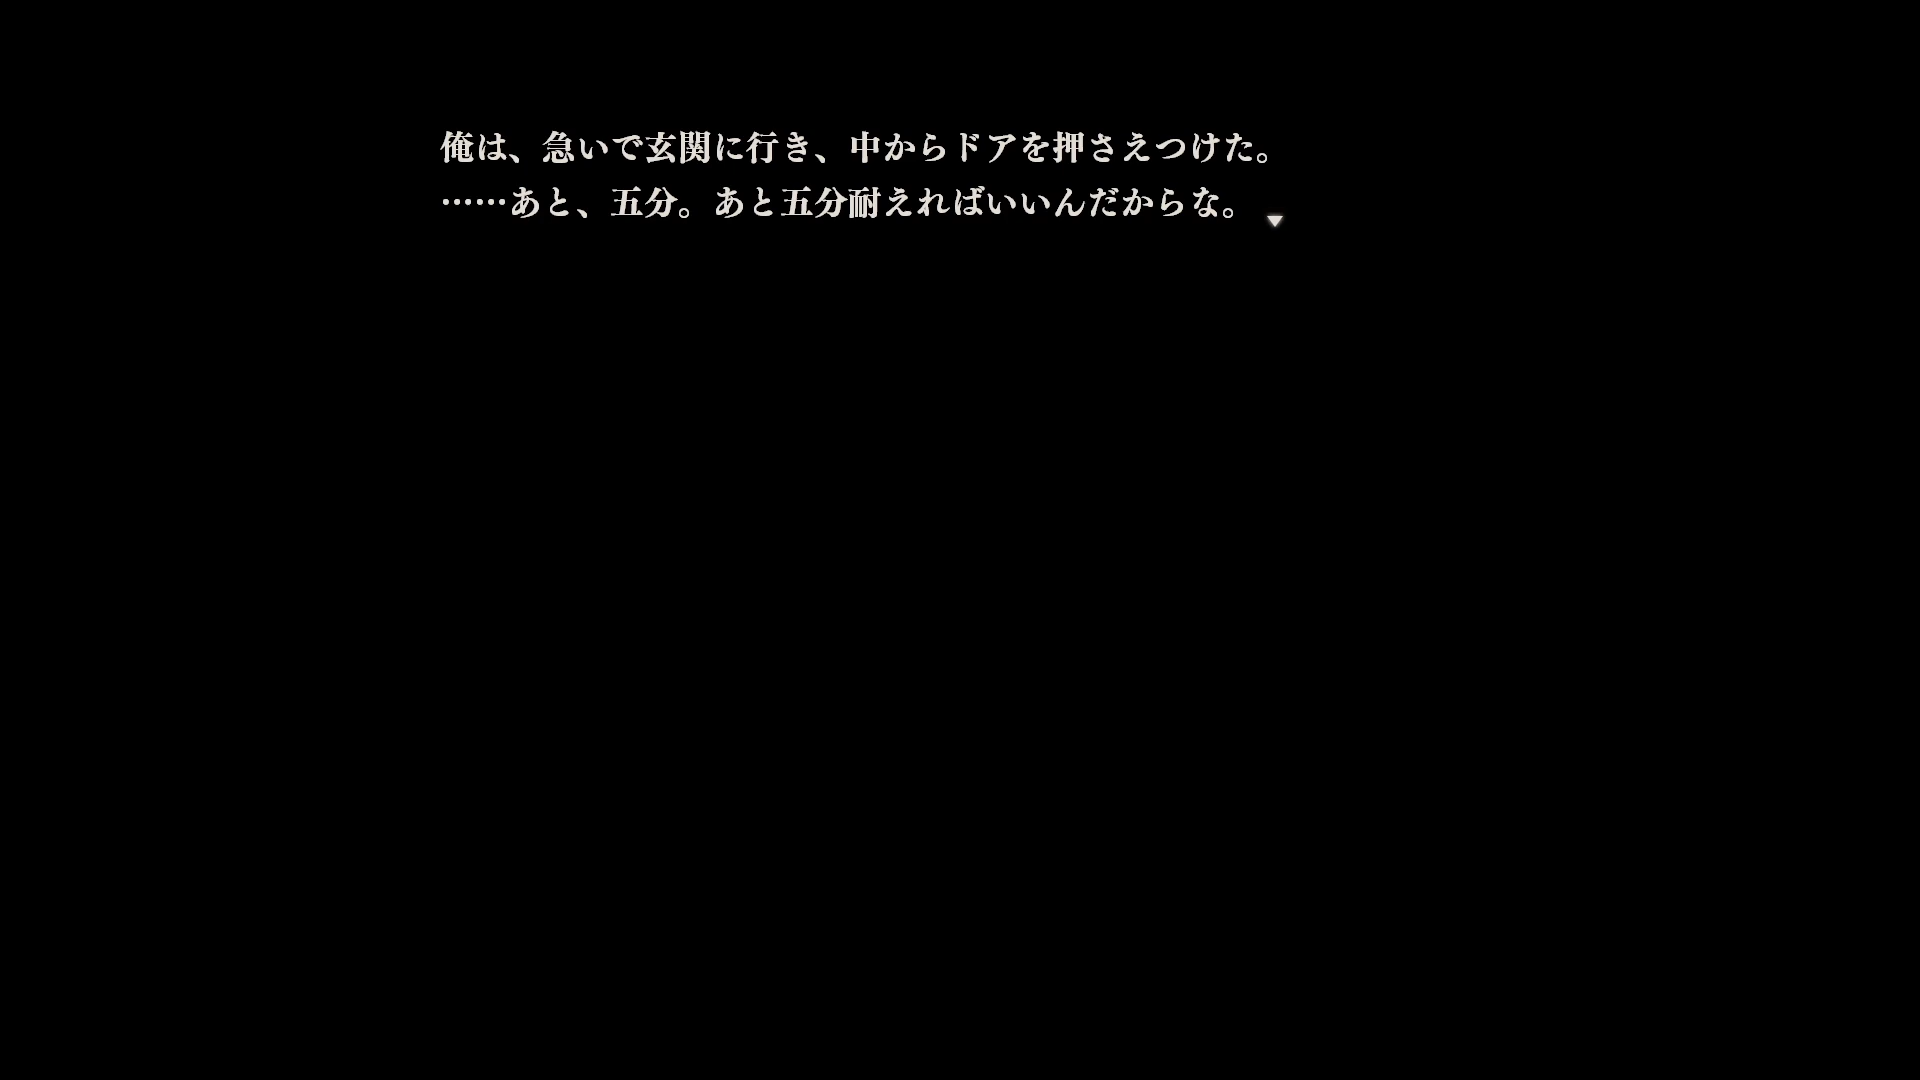 俺は、急いで玄関に行き、中からドアを押さえつけた。
……あと、五分。あと五分耐えればいいんだからな。